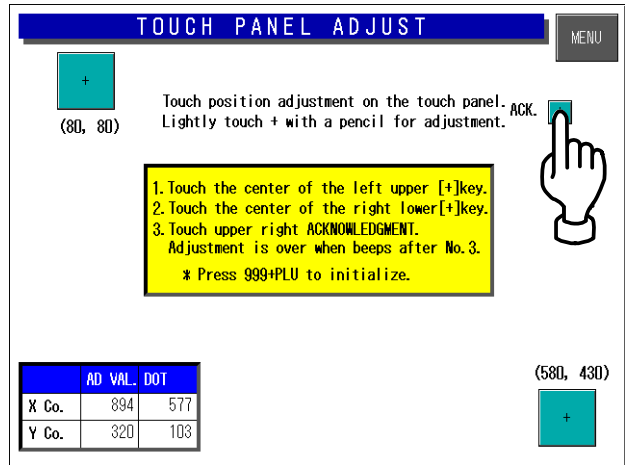 TOUCH PANEL ADJUST
MENU
+
(80, 80)
Touch position adjustment on the touch panel.
Lightly touch + with a pencil for adjustment.
ACK.
+
1. Touch the center of the left upper [+]key.
2. Touch the center of the right lower[+]key.
3. Touch upper right ACKNOWLEDGMENT.
Adjustment is over when beeps after No.3.
* Press 999+PLU to initialize.
AD VAL. DOT
X Co. 894 577
Y Co. 320 103
(580, 430)
+